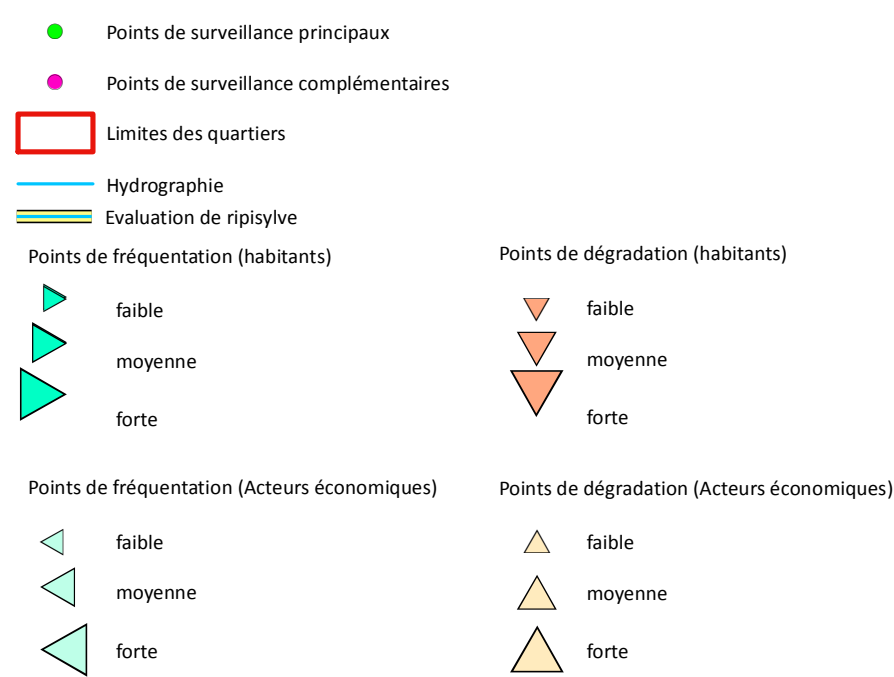 Points de surveillance principaux
Points de surveillance complémentaires
Limites des quartiers
Hydrographie
Evaluation de ripisylve
Points de fréquentation (habitants)
faible
moyenne
forte
Points de dégradation (habitants)
faible
moyenne
forte
Points de fréquentation (Acteurs économiques)
faible
moyenne
forte
Points de dégradation (Acteurs économiques)
faible
moyenne
forte